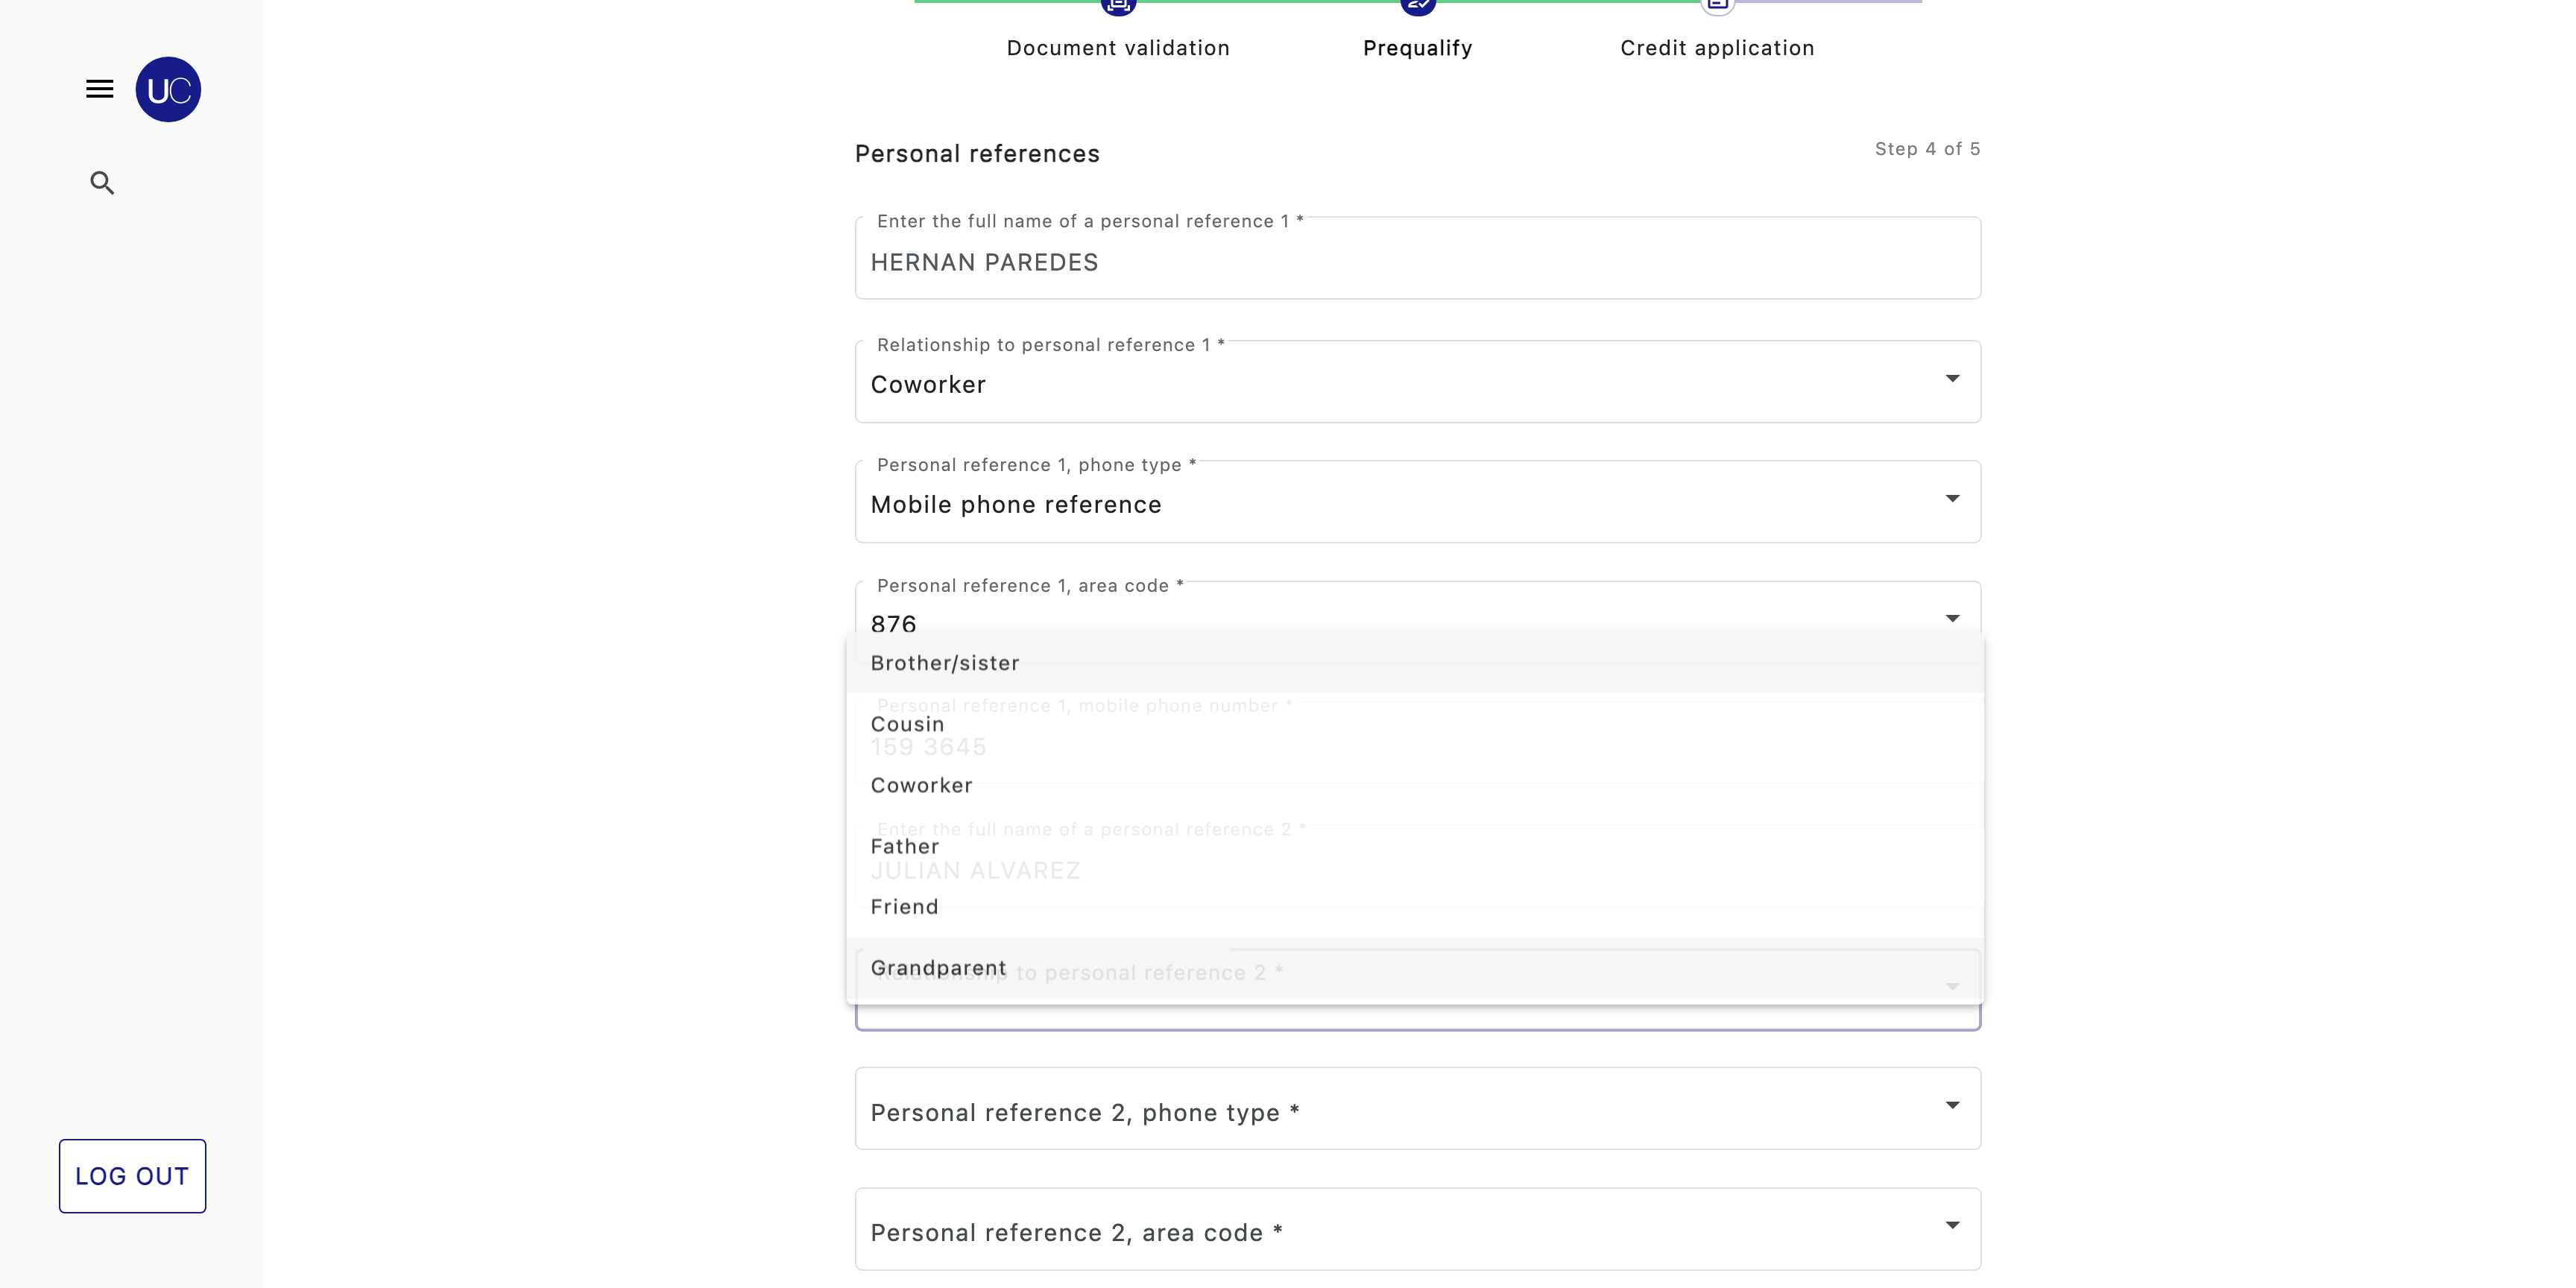 Document validation
Prequalify
Credit application
UC
Personal references
Step 4 of 5
Enter the full name of a personal reference 1 *
HERNAN PAREDES
Relationship to personal reference 1 *
Coworker
Personal reference 1, phone type *
Mobile phone reference
Personal reference 1, area code *
876
Brother/sister
Personal reference 1, mobile phone number *
Cousin
159 3645
Coworker
Enter the full name of a personal reference 2 *
Father
JULIAN ALVAREZ
Friend
Grandparent
Relationship to personal reference 2 *
Personal reference 2, phone type *
Personal reference 2, area code *
LOG OUT